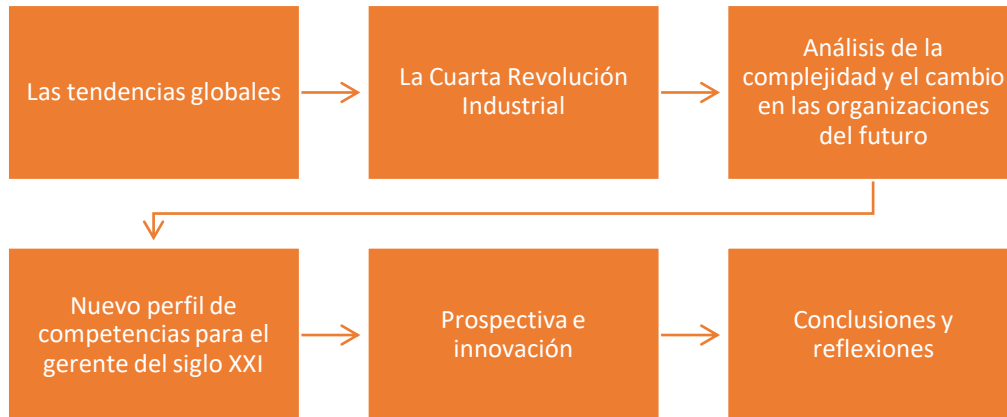 Las tendencias globales
La Cuarta Revolución
Industrial
Análisis de la
complejidad y el cambio
en las organizaciones
del futuro
Nuevo perfil de
competencias para el
gerente del siglo XXI
Prospectiva e
innovación
Conclusiones y
reflexiones